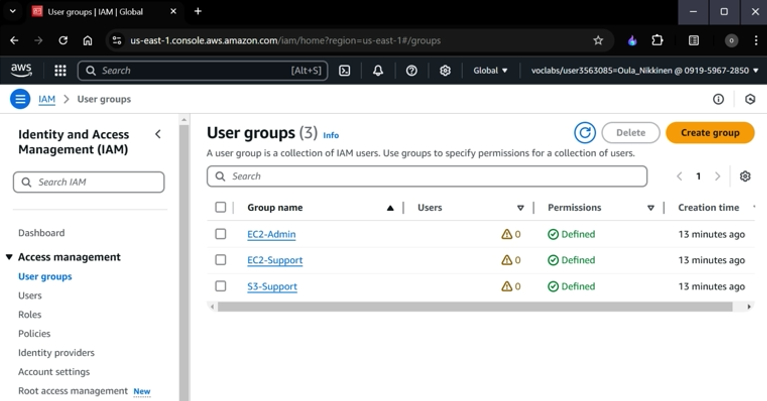 User groups | IAM | Global
us-east-1.console.aws.amazon.com/iam/home?region=us-east-1#/groups
aws
Search [Alt+S]
Global
voclabs/user3563085=Oula_Nikkinen @ 0919-5967-2850
IAM > User groups
Identity and Access Management (IAM)
Search IAM
Dashboard
Access management
User groups
Users
Roles
Policies
Identity providers
Account settings
Root access management New
User groups (3) Info
Delete
Create group
A user group is a collection of IAM users. Use groups to specify permissions for a collection of users.
Search
1
Group name Users Permissions Creation time
EC2-Admin 0 Defined 13 minutes ago
EC2-Support 0 Defined 13 minutes ago
S3-Support 0 Defined 13 minutes ago